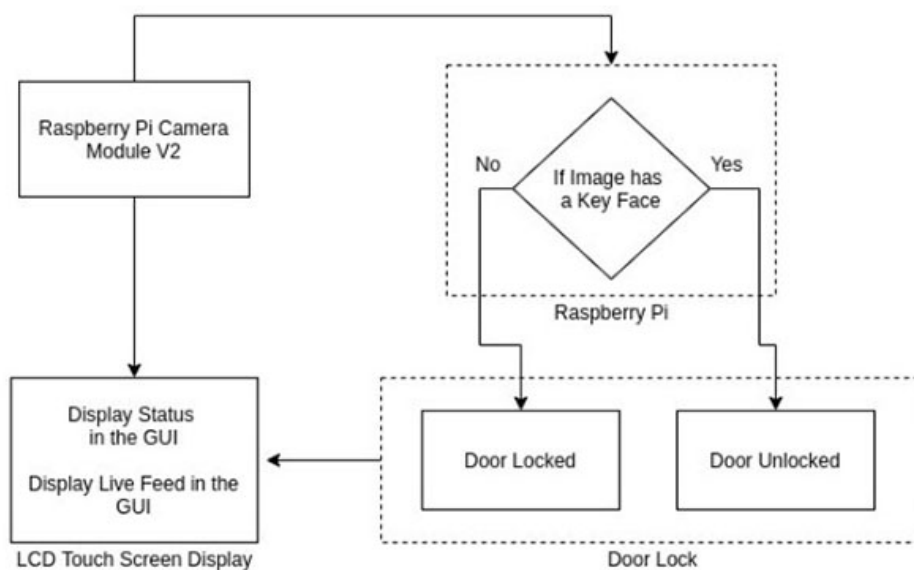 Raspberry Pi Camera
Module V2
No
Yes
If Image has
a Key Face
Raspberry Pi
Display Status
in the GUI
Display Live Feed in the
GUI
LCD Touch Screen Display
Door Locked
Door Unlocked
Door Lock